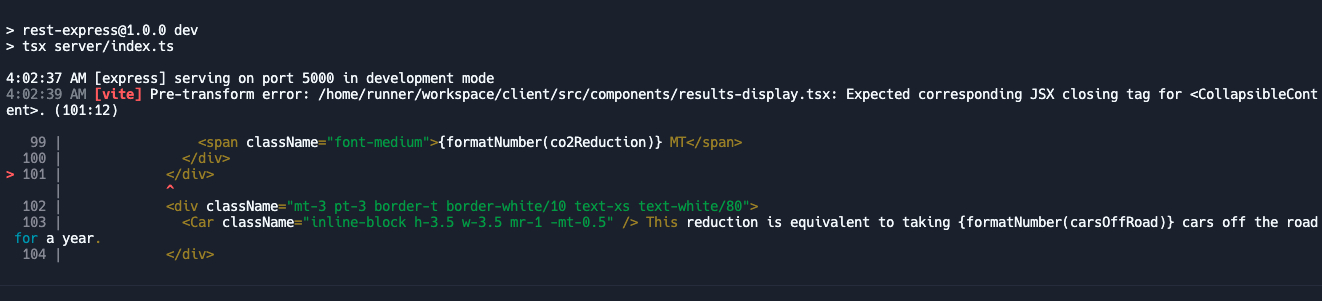 > rest-express@1.0.0 dev
> tsx server/index.ts
4:02:37 AM [express] serving on port 5000 in development mode
4:02:39 AM [vite] Pre-transform error: /home/runner/workspace/client/src/components/results-display.tsx: Expected corresponding JSX closing tag for <CollapsibleCont
ent>. (101:12)
99 | <span className="font-medium">{formatNumber(co2Reduction)} MT</span>
100 | </div>
> 101 | </div>
| ^
102 | <div className="mt-3 pt-3 border-t border-white/10 text-xs text-white/80">
103 | <Car className="inline-block h-3.5 w-3.5 mr-1 -mt-0.5" /> This reduction is equivalent to taking {formatNumber(carsOffRoad)} cars off the road
for a year.
104 | </div>